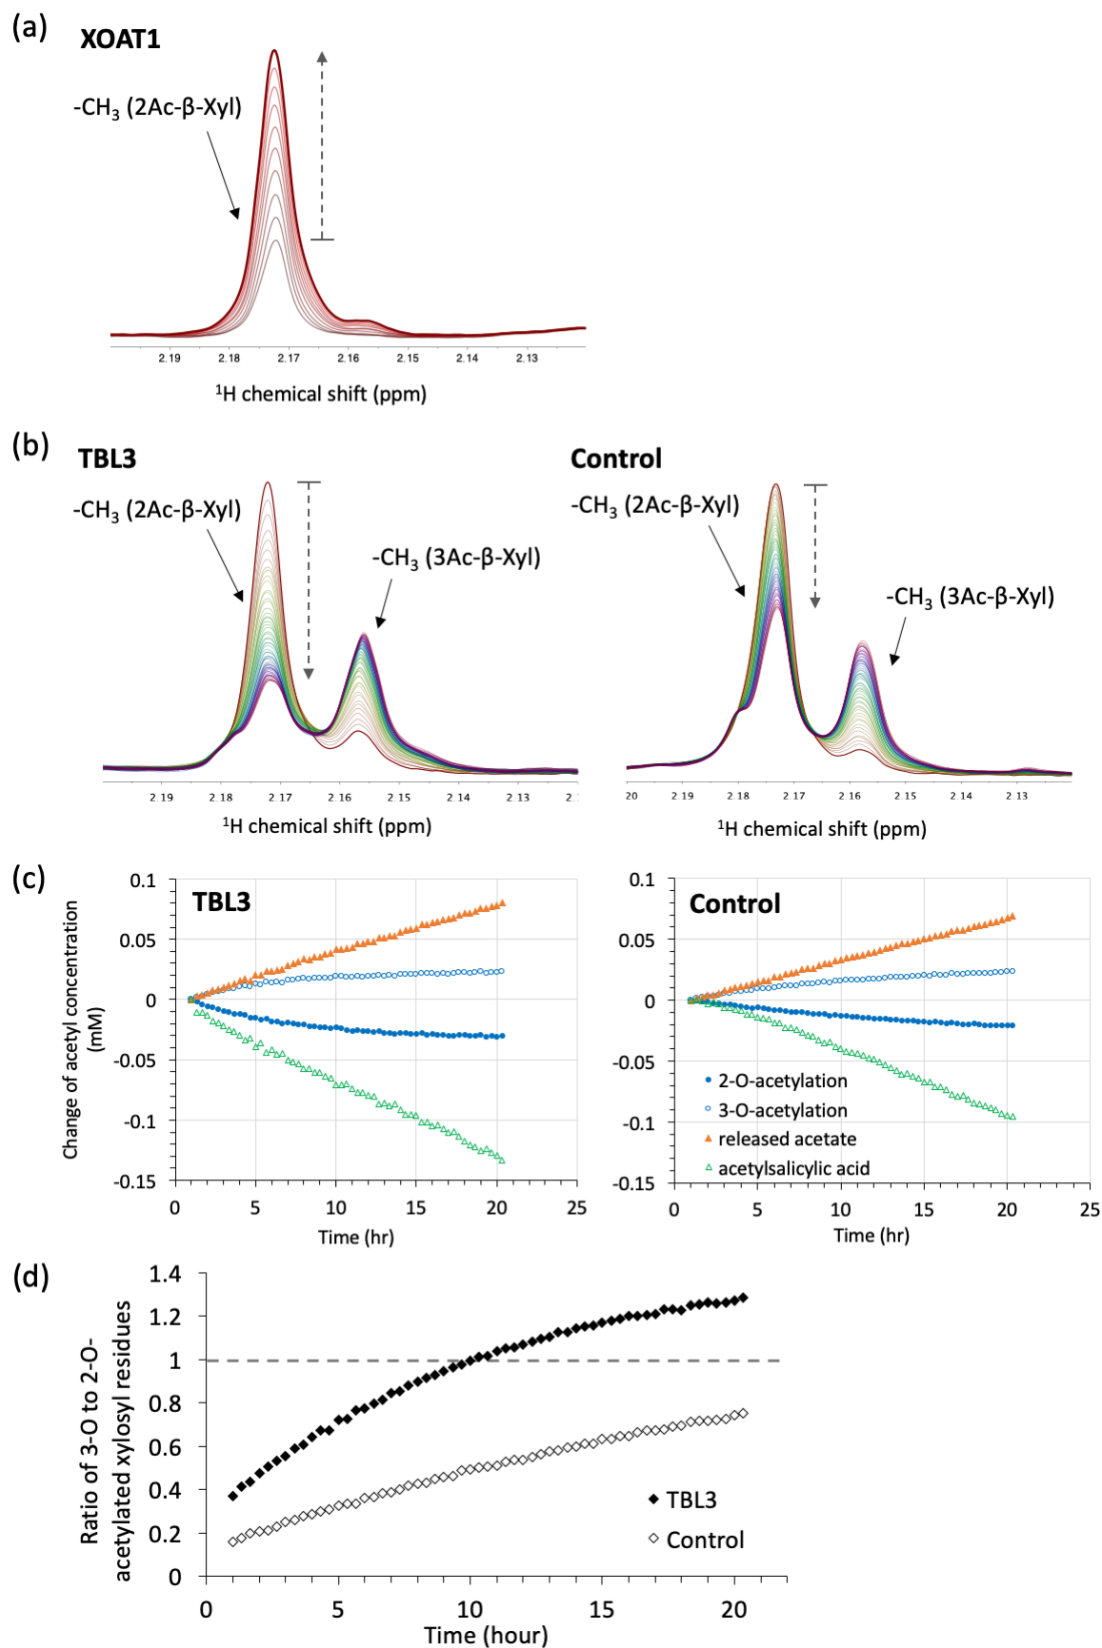 (a)
XOAT1
-CH₃ (2Ac-β-Xyl)
2.19 2.18 2.17 2.16 2.15 2.14 2.13
¹H chemical shift (ppm)
(b)
TBL3
Control
-CH₃ (2Ac-β-Xyl)
-CH₃ (3Ac-β-Xyl)
-CH₃ (2Ac-β-Xyl)
-CH₃ (3Ac-β-Xyl)
2.19 2.18 2.17 2.16 2.15 2.14 2.13 2.:
20 2.19 2.18 2.17 2.16 2.15 2.14 2.13
¹H chemical shift (ppm)
¹H chemical shift (ppm)
(c)
Change of acetyl concentration
(mM)
TBL3
0.1
0.05
0
-0.05
-0.1
-0.15
0 5 10 15 20 25
Time (hr)
Control
0.1
0.05
0
-0.05
-0.1
-0.15
2-O-acetylation
3-O-acetylation
released acetate
acetylsalicylic acid
0 5 10 15 20 25
Time (hr)
(d)
Ratio of 3-O to 2-O-
acetylated xylosyl residues
1.4
1.2
1
0.8
0.6
0.4
0.2
0
TBL3
Control
0 5 10 15 20
Time (hour)